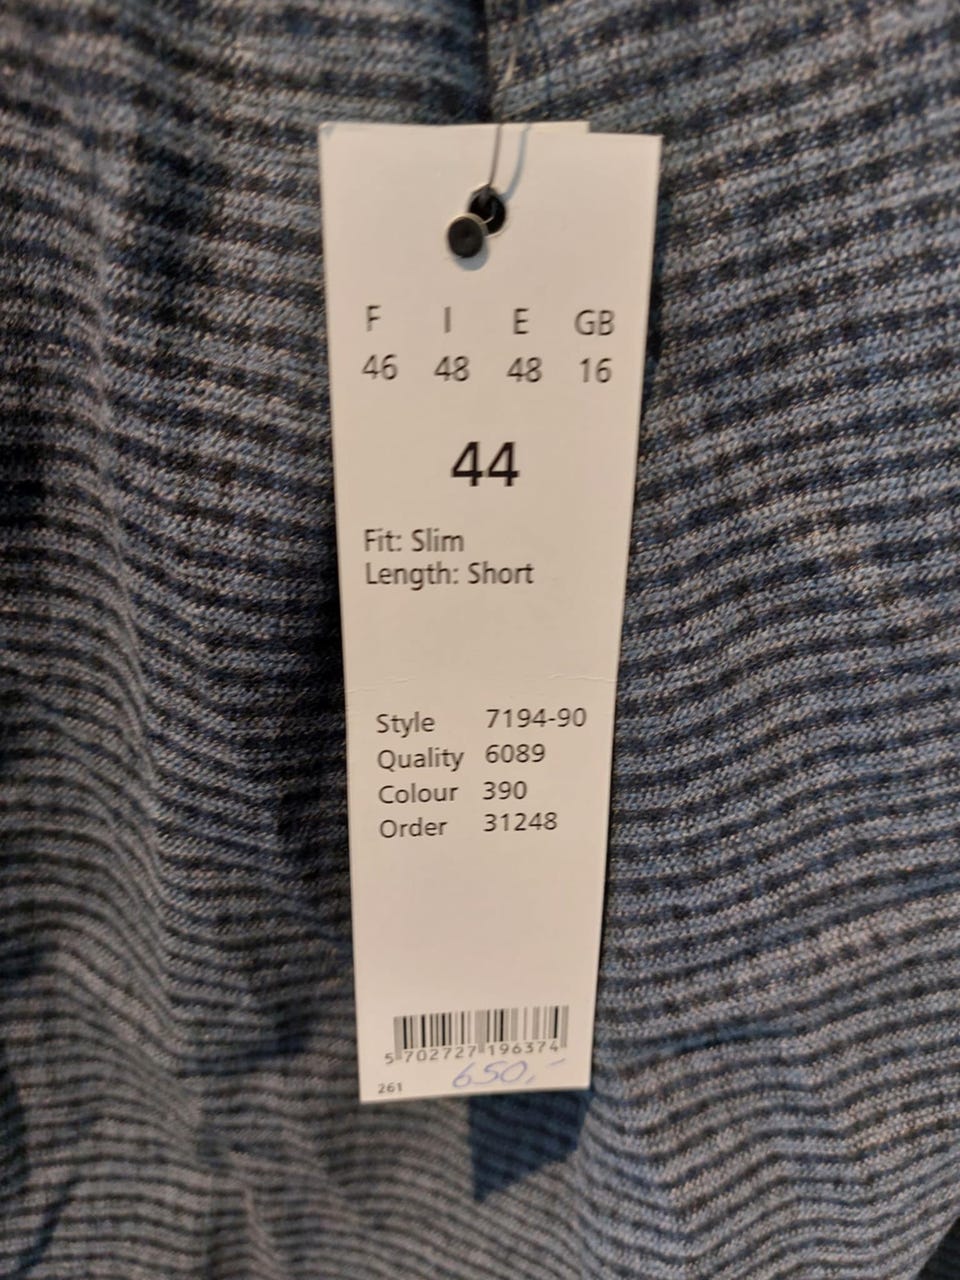 F I E GB
46 48 48 16
44
Fit: Slim
Length: Short
Style 7194-90
Quality 6089
Colour 390
Order 31248
5 702727 196374
261 650,-